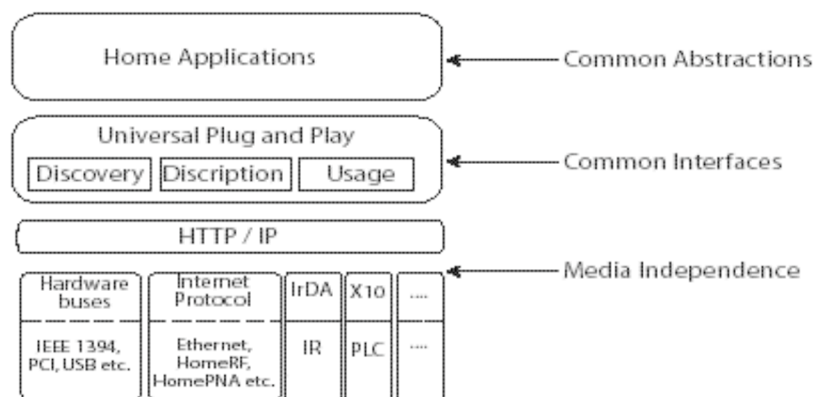 Home Applications
Common Abstractions
Universal Plug and Play
Discovery
Discription
Usage
Common Interfaces
HTTP / IP
Media Independence
Hardware
buses
Internet
Protocol
IrDA
X10
....
IEEE 1394,
PCI, USB etc.
Ethernet,
HomeRF,
HomePNA etc.
IR
PLC
....